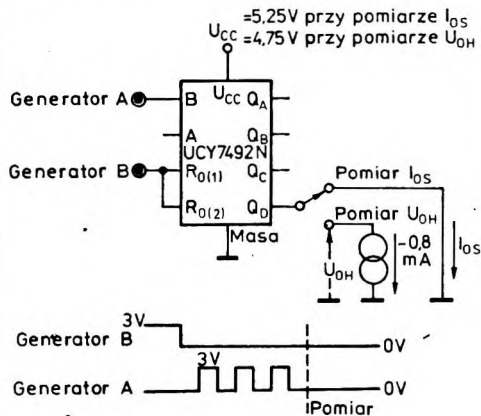 =5,25V przy pomiarze I_OS
U_CC =4,75V przy pomiarze U_OH
Generator A
B U_CC Q_A
A Q_B
UCY7492N
Generator B
R_0(1) Q_C
R_0(2) Q_D
Masa
Pomiar I_OS
Pomiar U_OH
U_OH
-0,8 mA
I_OS
3V
Generator B
0V
3V
Generator A
0V
Pomiar